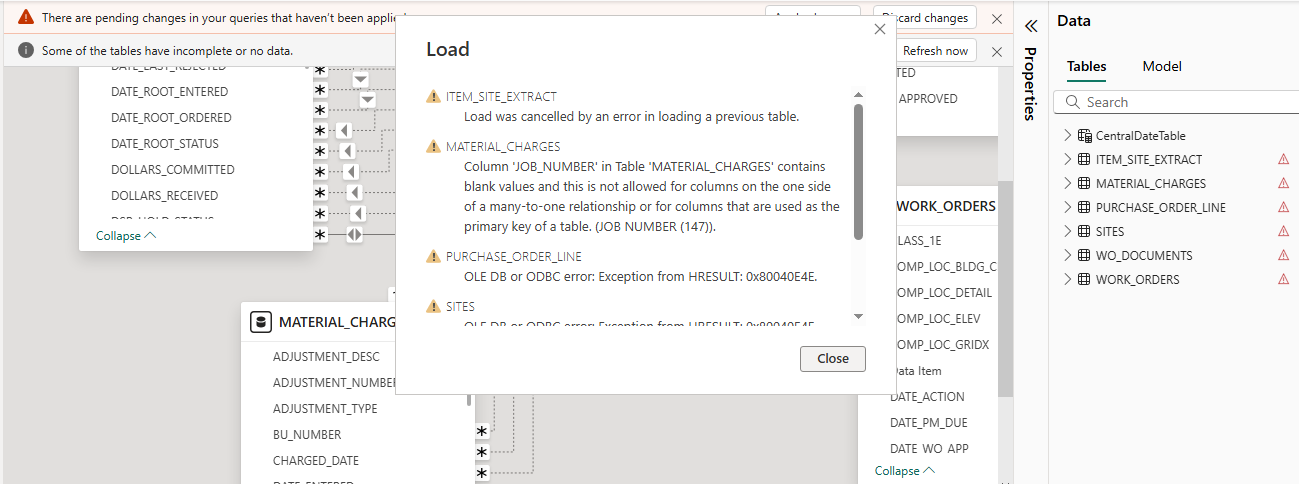 There are pending changes in your queries that haven't been
Discard changes
Some of the tables have incomplete or no data.
Refresh now
DATE_LAST_REJECTED
DATE_ROOT_ENTERED
DATE_ROOT_ORDERED
DATE_ROOT_STATUS
DOLLARS_COMMITTED
DOLLARS_RECEIVED
Collapse
MATERIAL_CHARG
ADJUSTMENT_DESC
ADJUSTMENT_NUMBE
ADJUSTMENT_TYPE
BU_NUMBER
CHARGED_DATE
DATE_ENTERED
Load
ITEM_SITE_EXTRACT
Load was cancelled by an error in loading a previous table.
MATERIAL_CHARGES
Column 'JOB_NUMBER' in Table 'MATERIAL_CHARGES' contains
blank values and this is not allowed for columns on the one side
of a many-to-one relationship or for columns that are used as the
primary key of a table. (JOB NUMBER (147)).
PURCHASE_ORDER_LINE
OLE DB or ODBC error: Exception from HRESULT: 0x80040E4E.
SITES
OLE DB or ODBC error: Exception from HRESULT: 0x80040E4E.
Close
TED
APPROVED
WORK_ORDERS
LASS_1E
OMP_LOC_BLDG_C
OMP_LOC_DETAIL
OMP_LOC_ELEV
OMP_LOC_GRIDX
ata Item
DATE_ACTION
DATE_PM_DUE
DATE_WO_APP
Collapse
Properties
Data
Tables
Model
Search
CentralDateTable
ITEM_SITE_EXTRACT
MATERIAL_CHARGES
PURCHASE_ORDER_LINE
SITES
WO_DOCUMENTS
WORK_ORDERS